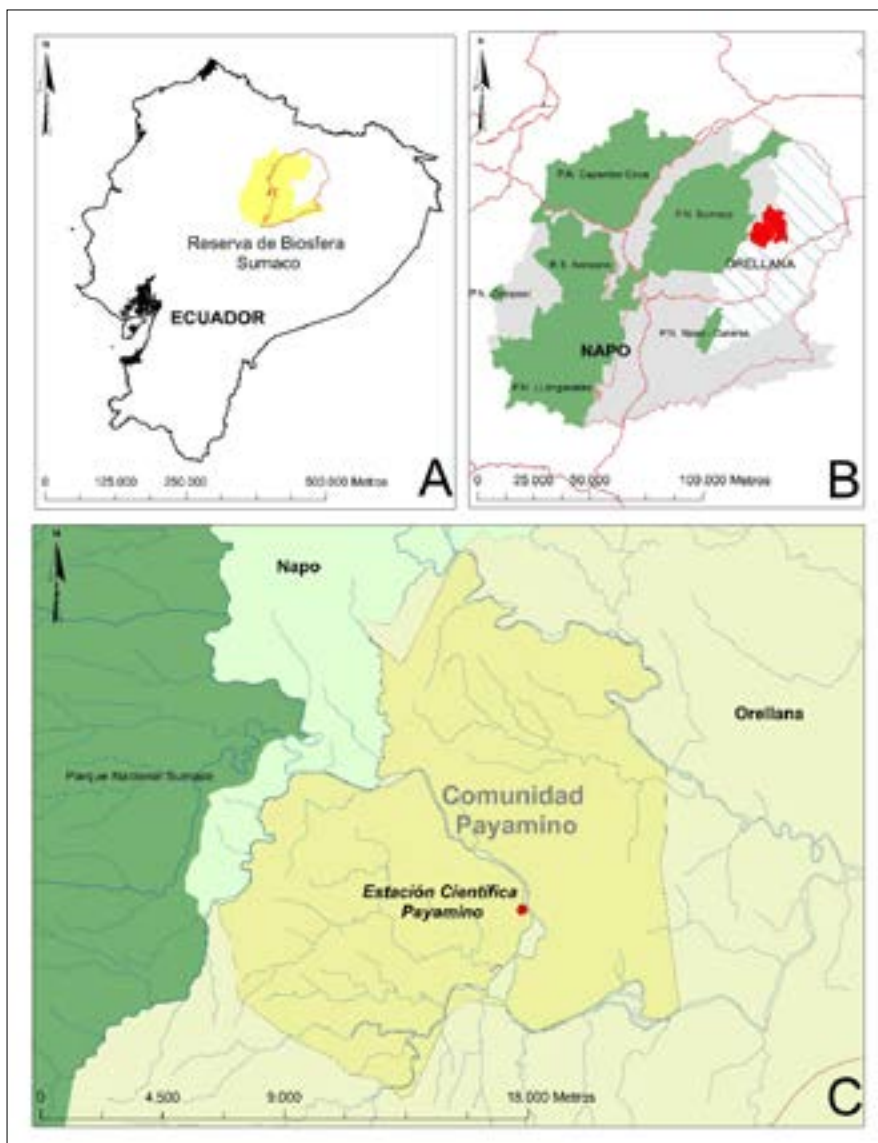 N
Reserva de Biosfera
Sumaco
ECUADOR
A
0
125.000
250.000
500.000 Metros
N
P.N. Sumaco
ORELLANA
NAPO
P.N. Llanganates
B
0
25.000
50.000
100.000 Metros
N
Napo
Orellana
Parque Nacional Sumaco
Comunidad
Payamino
Estación Científica
Payamino
C
0
4.500
9.000
18.000 Metros